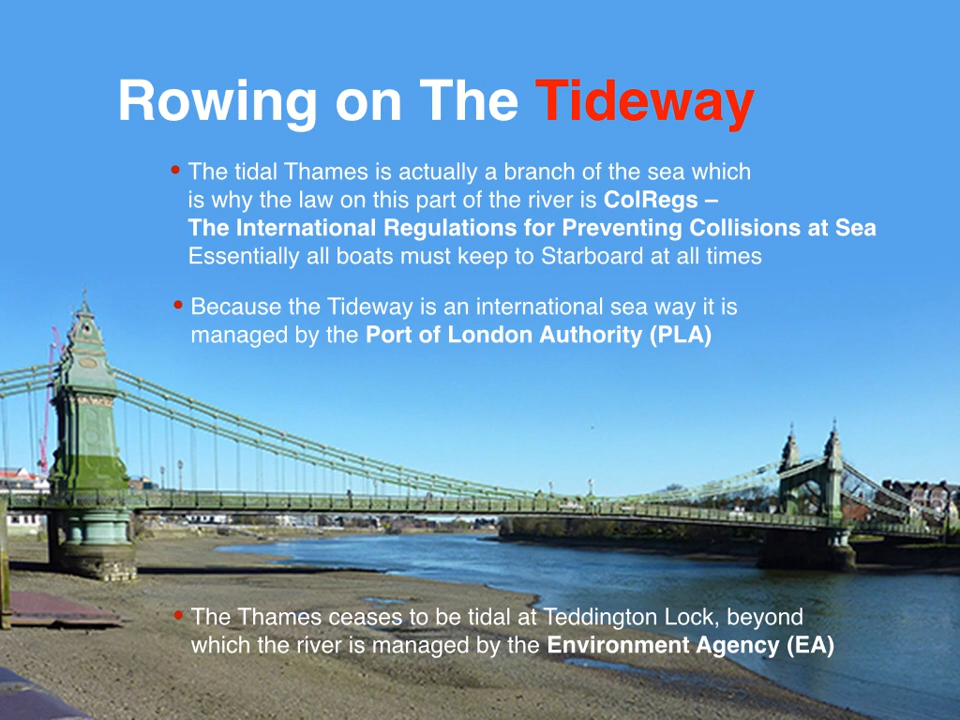 Rowing on The Tideway
• The tidal Thames is actually a branch of the sea which
is why the law on this part of the river is ColRegs –
The International Regulations for Preventing Collisions at Sea
Essentially all boats must keep to Starboard at all times
• Because the Tideway is an international sea way it is
managed by the Port of London Authority (PLA)
• The Thames ceases to be tidal at Teddington Lock, beyond
which the river is managed by the Environment Agency (EA)